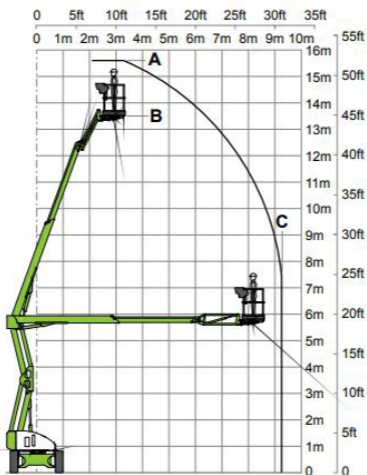 0 5ft 10ft 15ft 20ft 25ft 30ft 35ft
0 1m 2m 3m 4m 5m 6m 7m 8m 9m 10m
16m 55ft
A
15m 50ft
14m
B 45ft
13m
12m 40ft
11m 35ft
10m
C
9m 30ft
8m
7m 25ft
6m 20ft
5m
15ft
4m
3m 10ft
2m
5ft
1m
0 0